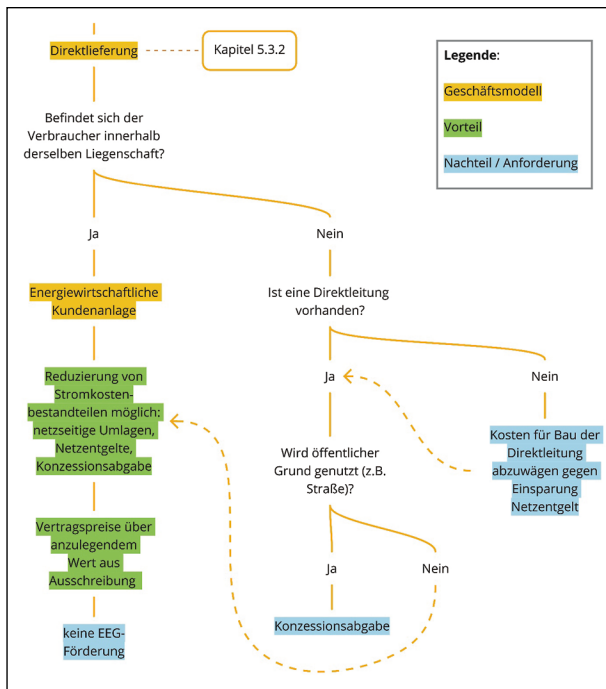 Direktlieferung
Kapitel 5.3.2
Legende:
Geschäftsmodell
Vorteil
Nachteil / Anforderung
Befindet sich der
Verbraucher innerhalb
derselben Liegenschaft?
Ja
Nein
Energiewirtschaftliche
Kundenanlage
Ist eine Direktleitung
vorhanden?
Reduzierung von
Stromkosten-
bestandteilen möglich:
netzseitige Umlagen,
Netzentgelte,
Konzessionsabgabe
Ja
Nein
Wird öffentlicher
Grund genutzt (z.B.
Straße)?
Kosten für Bau der
Direktleitung
abzuwägen gegen
Einsparung
Netzentgelt
Vertragspreise über
anzulegendem
Wert aus
Ausschreibung
Ja
Nein
keine EEG-
Förderung
Konzessionsabgabe